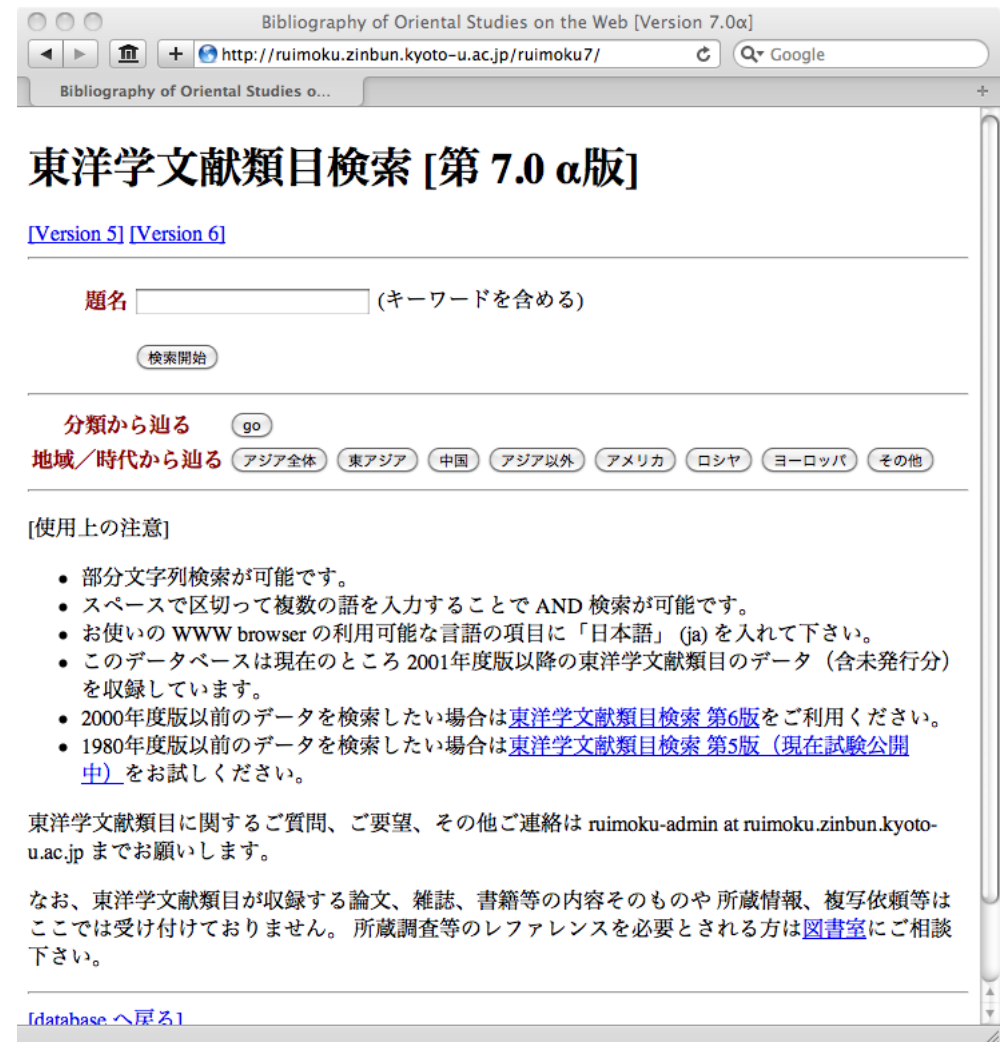 Bibliography of Oriental Studies on the Web [Version 7.0α]
http://ruimoku.zinbun.kyoto-u.ac.jp/ruimoku7/
Google
Bibliography of Oriental Studies o...
東洋学文献類目検索 [第 7.0 α版]
[Version 5] [Version 6]
題名 (キーワードを含める)
検索開始
分類から辿る go
地域／時代から辿る アジア全体 東アジア 中国 アジア以外 アメリカ ロシヤ ヨーロッパ その他
[使用上の注意]
• 部分文字列検索が可能です。
• スペースで区切って複数の語を入力することで AND 検索が可能です。
• お使いの WWW browser の利用可能な言語の項目に「日本語」 (ja) を入れて下さい。
• このデータベースは現在のところ 2001年度版以降の東洋学文献類目のデータ（含未発行分）
を収録しています。
• 2000年度版以前のデータを検索したい場合は東洋学文献類目検索 第6版をご利用ください。
• 1980年度版以前のデータを検索したい場合は東洋学文献類目検索 第5版（現在試験公開
中）をお試しください。
東洋学文献類目に関するご質問、ご要望、その他ご連絡は ruimoku-admin at ruimoku.zinbun.kyoto-
u.ac.jp までお願いします。
なお、東洋学文献類目が収録する論文、雑誌、書籍等の内容そのものや 所蔵情報、複写依頼等は
ここでは受け付けておりません。 所蔵調査等のレファレンスを必要とされる方は図書室にご相談
下さい。
[database へ戻る]